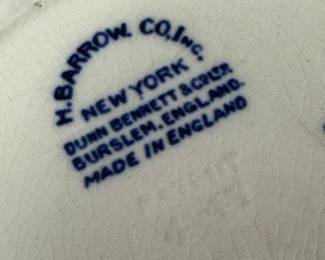 H. BARROW. CO, INC.
NEW YORK
DUNN BENNETT & CO LTD.
BURSLEM, ENGLAND.
MADE IN ENGLAND